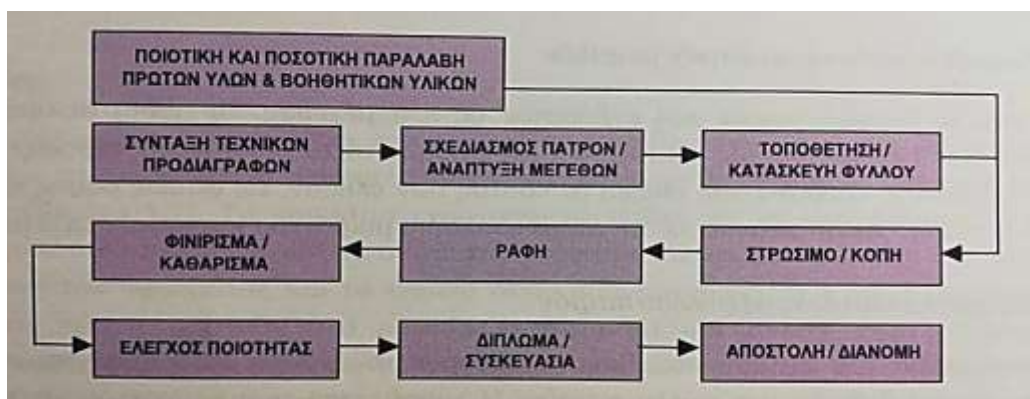 ΠΟΙΟΤΙΚΗ ΚΑΙ ΠΟΣΟΤΙΚΗ ΠΑΡΑΛΑΒΗ
ΠΡΩΤΩΝ ΥΛΩΝ & ΒΟΗΘΗΤΙΚΩΝ ΥΛΙΚΩΝ
ΣΥΝΤΑΞΗ ΤΕΧΝΙΚΩΝ
ΠΡΟΔΙΑΓΡΑΦΩΝ
ΣΧΕΔΙΑΣΜΟΣ ΠΑΤΡΟΝ /
ΑΝΑΠΤΥΞΗ ΜΕΓΕΘΩΝ
ΤΟΠΟΘΕΤΗΣΗ /
ΚΑΤΑΣΚΕΥΗ ΦΥΛΛΟΥ
ΦΙΝΙΡΙΣΜΑ /
ΚΑΘΑΡΙΣΜΑ
ΡΑΦΗ
ΣΤΡΩΣΙΜΟ / ΚΟΠΗ
ΕΛΕΓΧΟΣ ΠΟΙΟΤΗΤΑΣ
ΔΙΠΛΩΜΑ /
ΣΥΣΚΕΥΑΣΙΑ
ΑΠΟΣΤΟΛΗ / ΔΙΑΝΟΜΗ